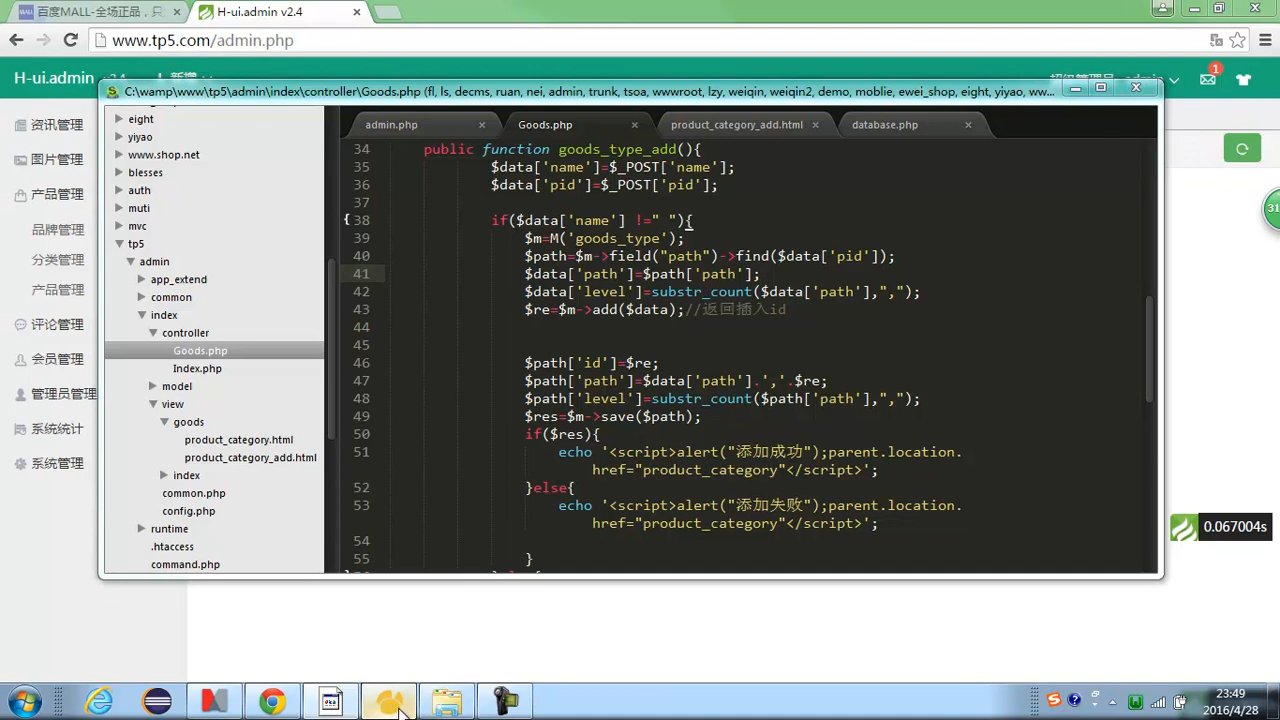 百度MALL-全场正品，只
H-ui.admin v2.4
www.tp5.com/admin.php
H-ui.admin
新增
admin
1
C:\wamp\www\tp5\admin\index\controller\Goods.php (fl, ls, decms, rush, nei, admin, trunk, tsoa, wwwroot, lzy, weiqin, weiqin2, demo, moblie, ewei_shop, eight, yiyao, ww...
资讯管理
图片管理
产品管理
品牌管理
分类管理
产品管理
评论管理
会员管理
管理员管理
系统统计
系统管理
eight
yiyao
www.shop.net
blesses
auth
muti
mvc
tp5
admin
app_extend
common
index
controller
Goods.php
Index.php
model
view
goods
product_category.html
product_category_add.html
index
common.php
config.php
runtime
.htaccess
command.php
admin.php
Goods.php
product_category_add.html
database.php
34 public function goods_type_add(){
35 $data['name']=$_POST['name'];
36 $data['pid']=$_POST['pid'];
37
38 if($data['name'] !=" "){
39 $m=M('goods_type');
40 $path=$m->field("path")->find($data['pid']);
41 $data['path']=$path['path'];
42 $data['level']=substr_count($data['path'],",");
43 $re=$m->add($data);//返回插入id
44
46 $path['id']=$re;
47 $path['path']=$data['path'].','.$re;
48 $path['level']=substr_count($path['path'],",");
49 $res=$m->save($path);
50 if($res){
51 echo '<script>alert("添加成功");parent.location.
href="product_category"</script>';
52 }else{
53 echo '<script>alert("添加失败");parent.location.
href="product_category"</script>';
54
55 }
31
0.067004s
23:49
2016/4/28